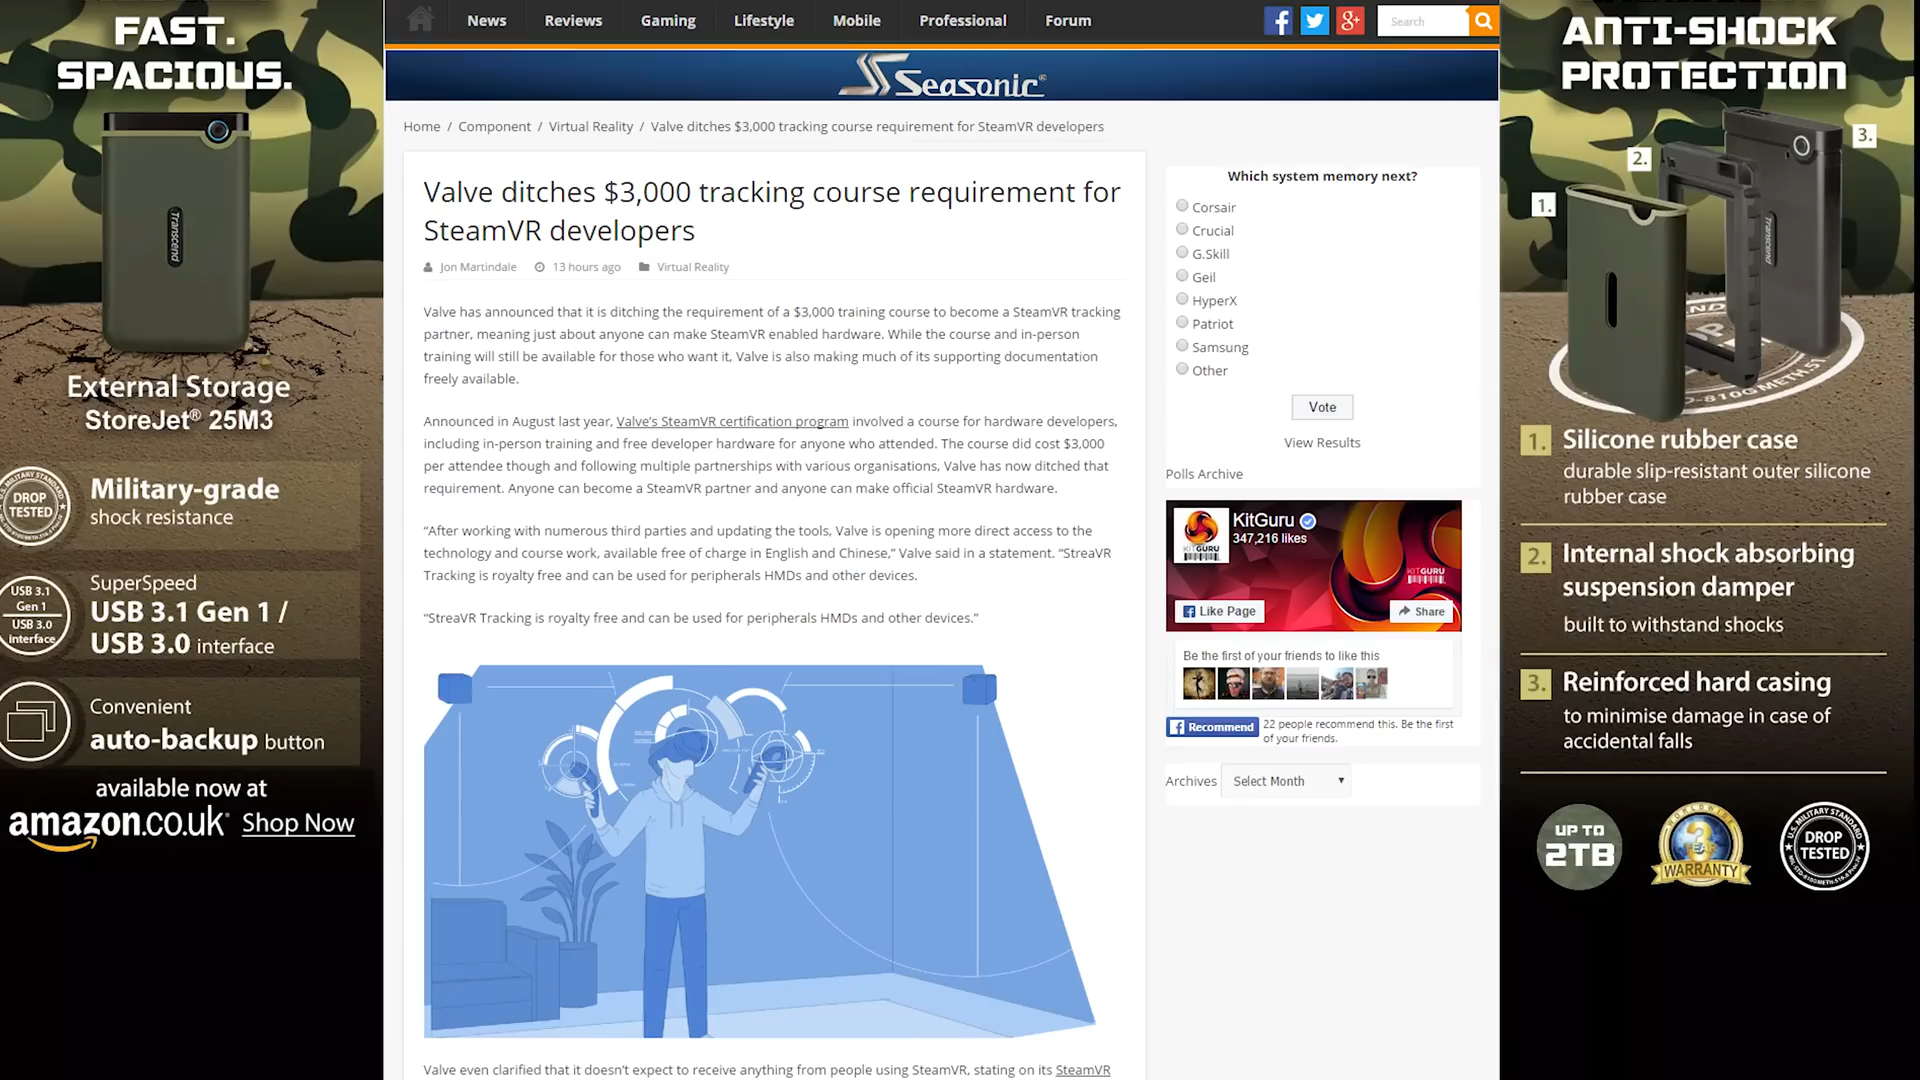 FAST.
SPACIOUS.
Transcend
External Storage
StoreJet® 25M3
DROP
TESTED
Military-grade
shock resistance
USB 3.1
Gen 1
USB 3.0
Interface
SuperSpeed
USB 3.1 Gen 1 /
USB 3.0 interface
Convenient
auto-backup button
available now at
amazon.co.uk Shop Now
News Reviews Gaming Lifestyle Mobile Professional Forum
Search
Seasonic®
Home / Component / Virtual Reality / Valve ditches $3,000 tracking course requirement for SteamVR developers
Valve ditches $3,000 tracking course requirement for
SteamVR developers
Jon Martindale 13 hours ago Virtual Reality
Valve has announced that it is ditching the requirement of a $3,000 training course to become a SteamVR tracking
partner, meaning just about anyone can make SteamVR enabled hardware. While the course and in-person
training will still be available for those who want it, Valve is also making much of its supporting documentation
freely available.
Announced in August last year, Valve's SteamVR certification program involved a course for hardware developers,
including in-person training and free developer hardware for anyone who attended. The course did cost $3,000
per attendee though and following multiple partnerships with various organisations, Valve has now ditched that
requirement. Anyone can become a SteamVR partner and anyone can make official SteamVR hardware.
“After working with numerous third parties and updating the tools, Valve is opening more direct access to the
technology and course work, available free of charge in English and Chinese,” Valve said in a statement. “StreaVR
Tracking is royalty free and can be used for peripherals HMDs and other devices.
“StreaVR Tracking is royalty free and can be used for peripherals HMDs and other devices.”
Valve even clarified that it doesn't expect to receive anything from people using SteamVR, stating on its SteamVR
Which system memory next?
Corsair
Crucial
G.Skill
Geil
HyperX
Patriot
Samsung
Other
Vote
View Results
Polls Archive
KITGURU
KitGuru
347,216 likes
KITGURU
Like Page
Share
Be the first of your friends to like this
Recommend
22 people recommend this. Be the first
of your friends.
Archives Select Month
ANTI-SHOCK
PROTECTION
1.
2.
3.
Transcend
1. Silicone rubber case
durable slip-resistant outer silicone
rubber case
2. Internal shock absorbing
suspension damper
built to withstand shocks
3. Reinforced hard casing
to minimise damage in case of
accidental falls
UP TO
2TB
WORLDWIDE
3
YEAR
WARRANTY
U.S. MILITARY STANDARD
DROP
TESTED